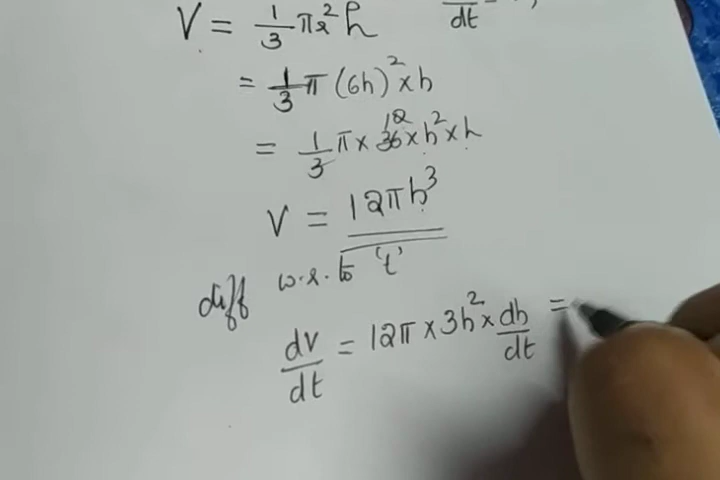 V = 1/3 πr²h
dt
= 1/3 π (6h)² × h
= 1/3 π × 36 12 × h² × h
V = 12πh³
diff w.r.to 't'
dv/dt = 12π × 3h² × dh/dt =